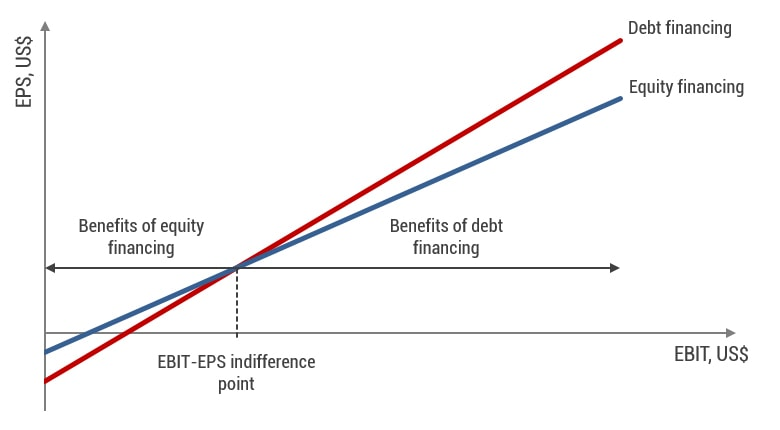 Debt financing
EPS, US$
Equity financing
Benefits of equity
financing
Benefits of debt
financing
EBIT, US$
EBIT-EPS indifference
point